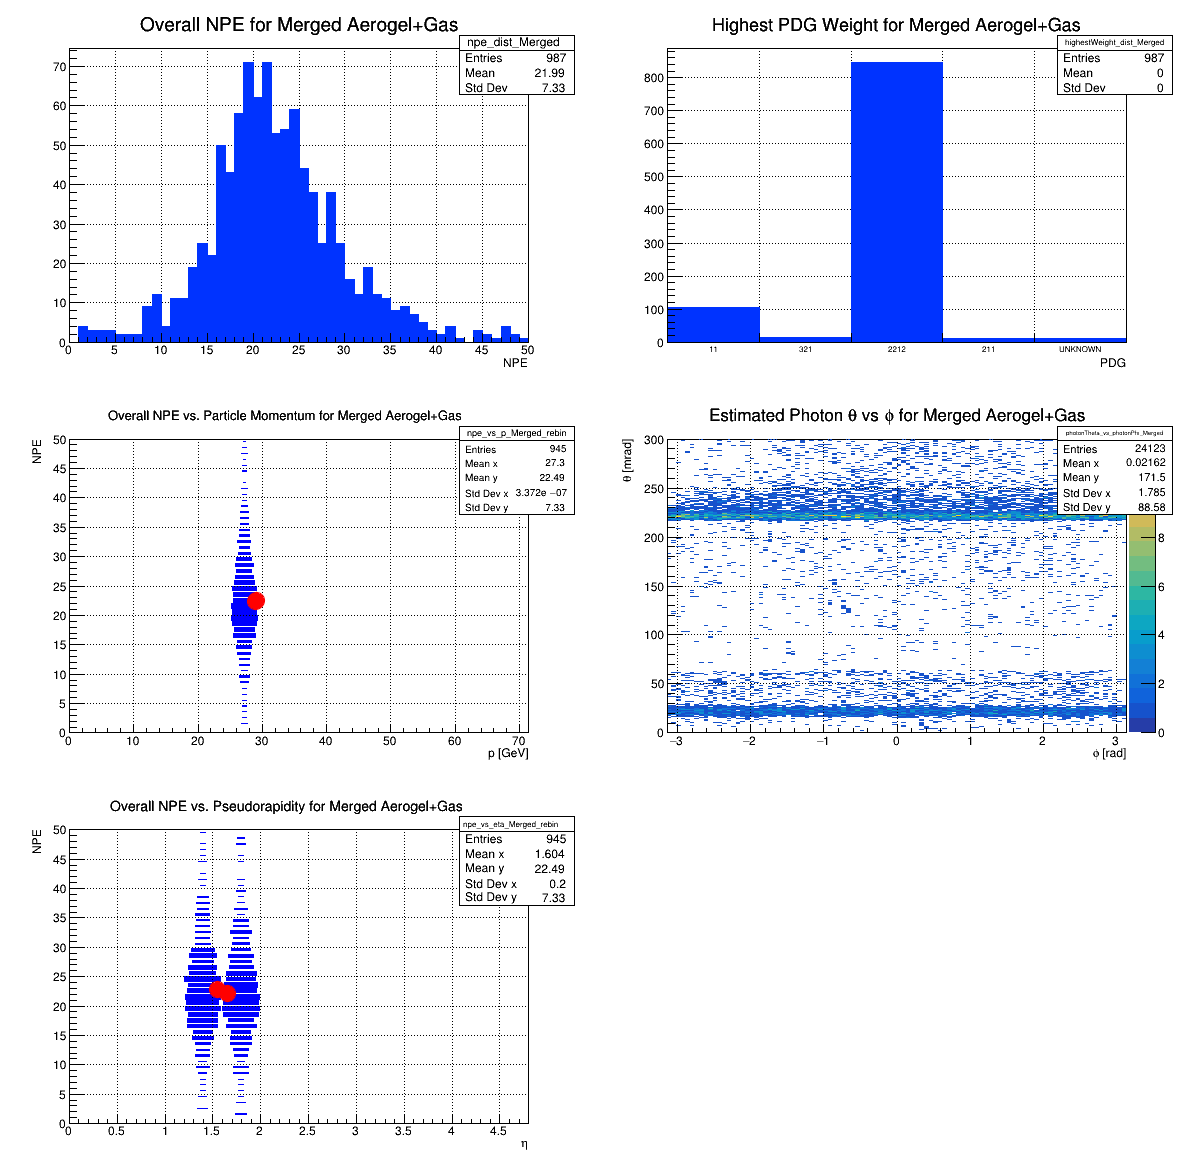 Overall NPE for Merged Aerogel+Gas
npe_dist_Merged
Entries 987
Mean 21.99
Std Dev 7.33
70
60
50
40
30
20
10
0
0 5 10 15 20 25 30 35 40 45 50
NPE
Highest PDG Weight for Merged Aerogel+Gas
highestWeight_dist_Merged
Entries 987
Mean 0
Std Dev 0
800
700
600
500
400
300
200
100
0
11 321 2212 211 UNKNOWN
PDG
Overall NPE vs. Particle Momentum for Merged Aerogel+Gas
npe_vs_p_Merged_rebin
Entries 945
Mean x 27.3
Mean y 22.49
Std Dev x 3.372e −07
Std Dev y 7.33
NPE
50
45
40
35
30
25
20
15
10
5
0
0 10 20 30 40 50 60 70
p [GeV]
Estimated Photon θ vs ϕ for Merged Aerogel+Gas
photonTheta_vs_photonPhi_Merged
Entries 24123
Mean x 0.02162
Mean y 171.5
Std Dev x 1.785
Std Dev y 88.58
θ [mrad]
300
250
200
150
100
50
0
−3 −2 −1 0 1 2 3
ϕ [rad]
8
6
4
2
0
Overall NPE vs. Pseudorapidity for Merged Aerogel+Gas
npe_vs_eta_Merged_rebin
Entries 945
Mean x 1.604
Mean y 22.49
Std Dev x 0.2
Std Dev y 7.33
NPE
50
45
40
35
30
25
20
15
10
5
0
0 0.5 1 1.5 2 2.5 3 3.5 4 4.5
η